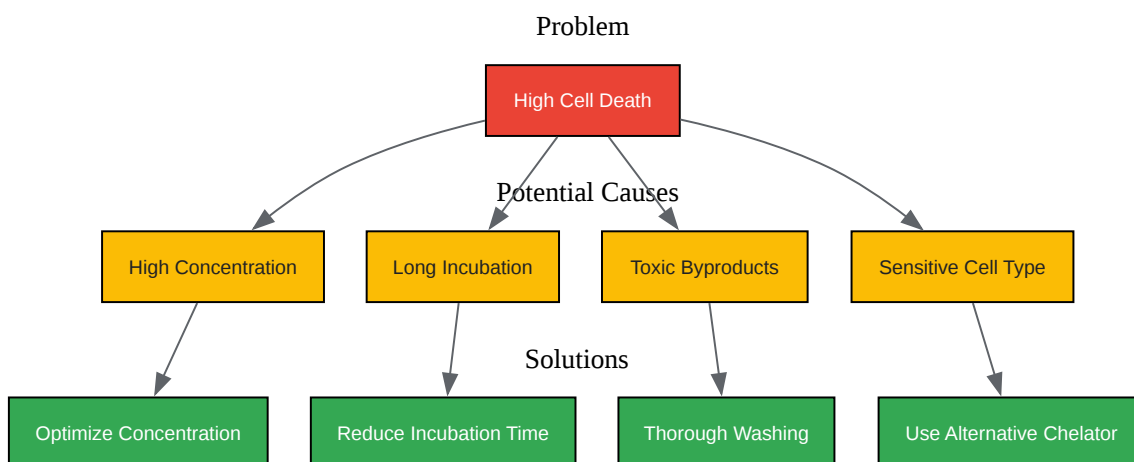 Problem
High Cell Death
Potential Causes
High Concentration
Long Incubation
Toxic Byproducts
Sensitive Cell Type
Solutions
Optimize Concentration
Reduce Incubation Time
Thorough Washing
Use Alternative Chelator